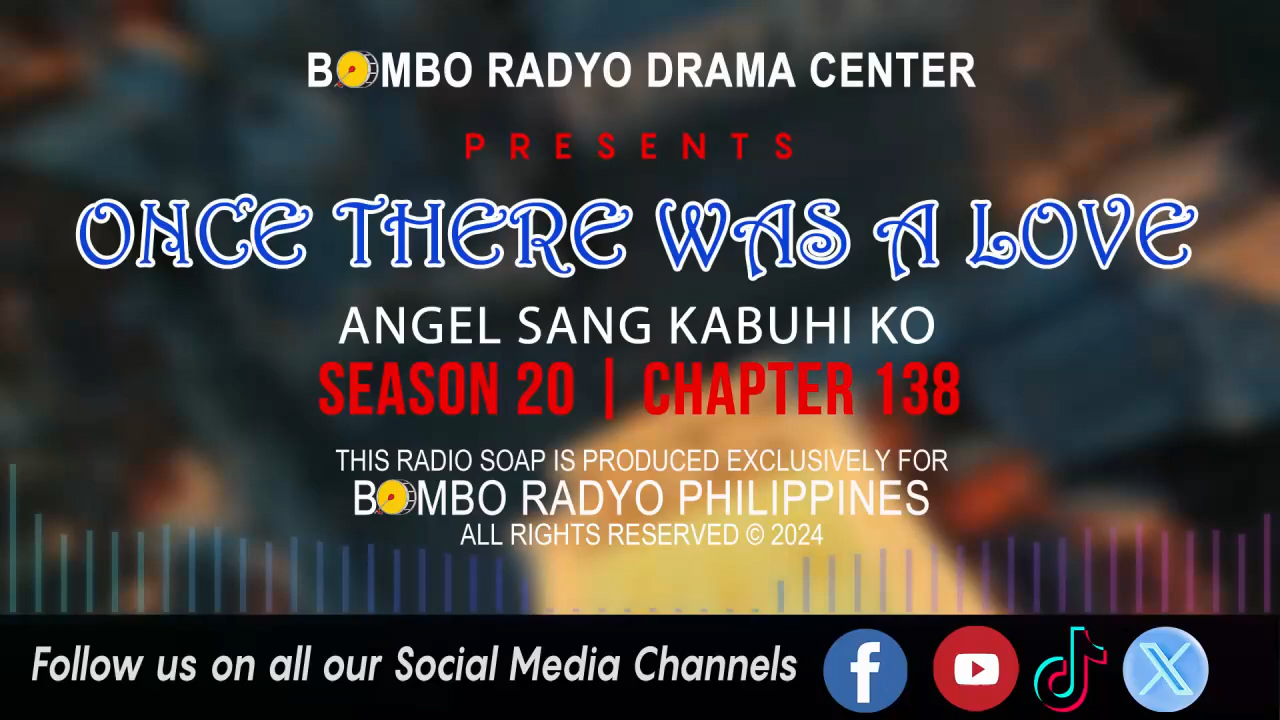 BOMBO RADYO DRAMA CENTER
PRESENTS
ONCE THERE WAS A LOVE
ANGEL SANG KABUHI KO
SEASON 20 | CHAPTER 138
THIS RADIO SOAP IS PRODUCED EXCLUSIVELY FOR
BOMBO RADYO PHILIPPINES
ALL RIGHTS RESERVED © 2024
Follow us on all our Social Media Channels